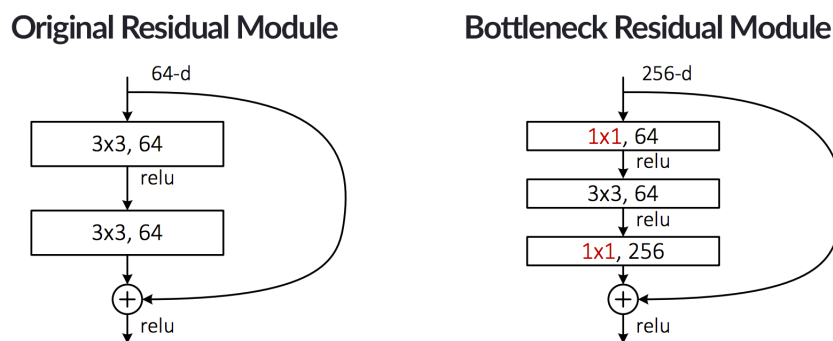 Original Residual Module
64-d
3x3, 64
relu
3x3, 64
relu
Bottleneck Residual Module
256-d
1x1, 64
relu
3x3, 64
relu
1x1, 256
relu